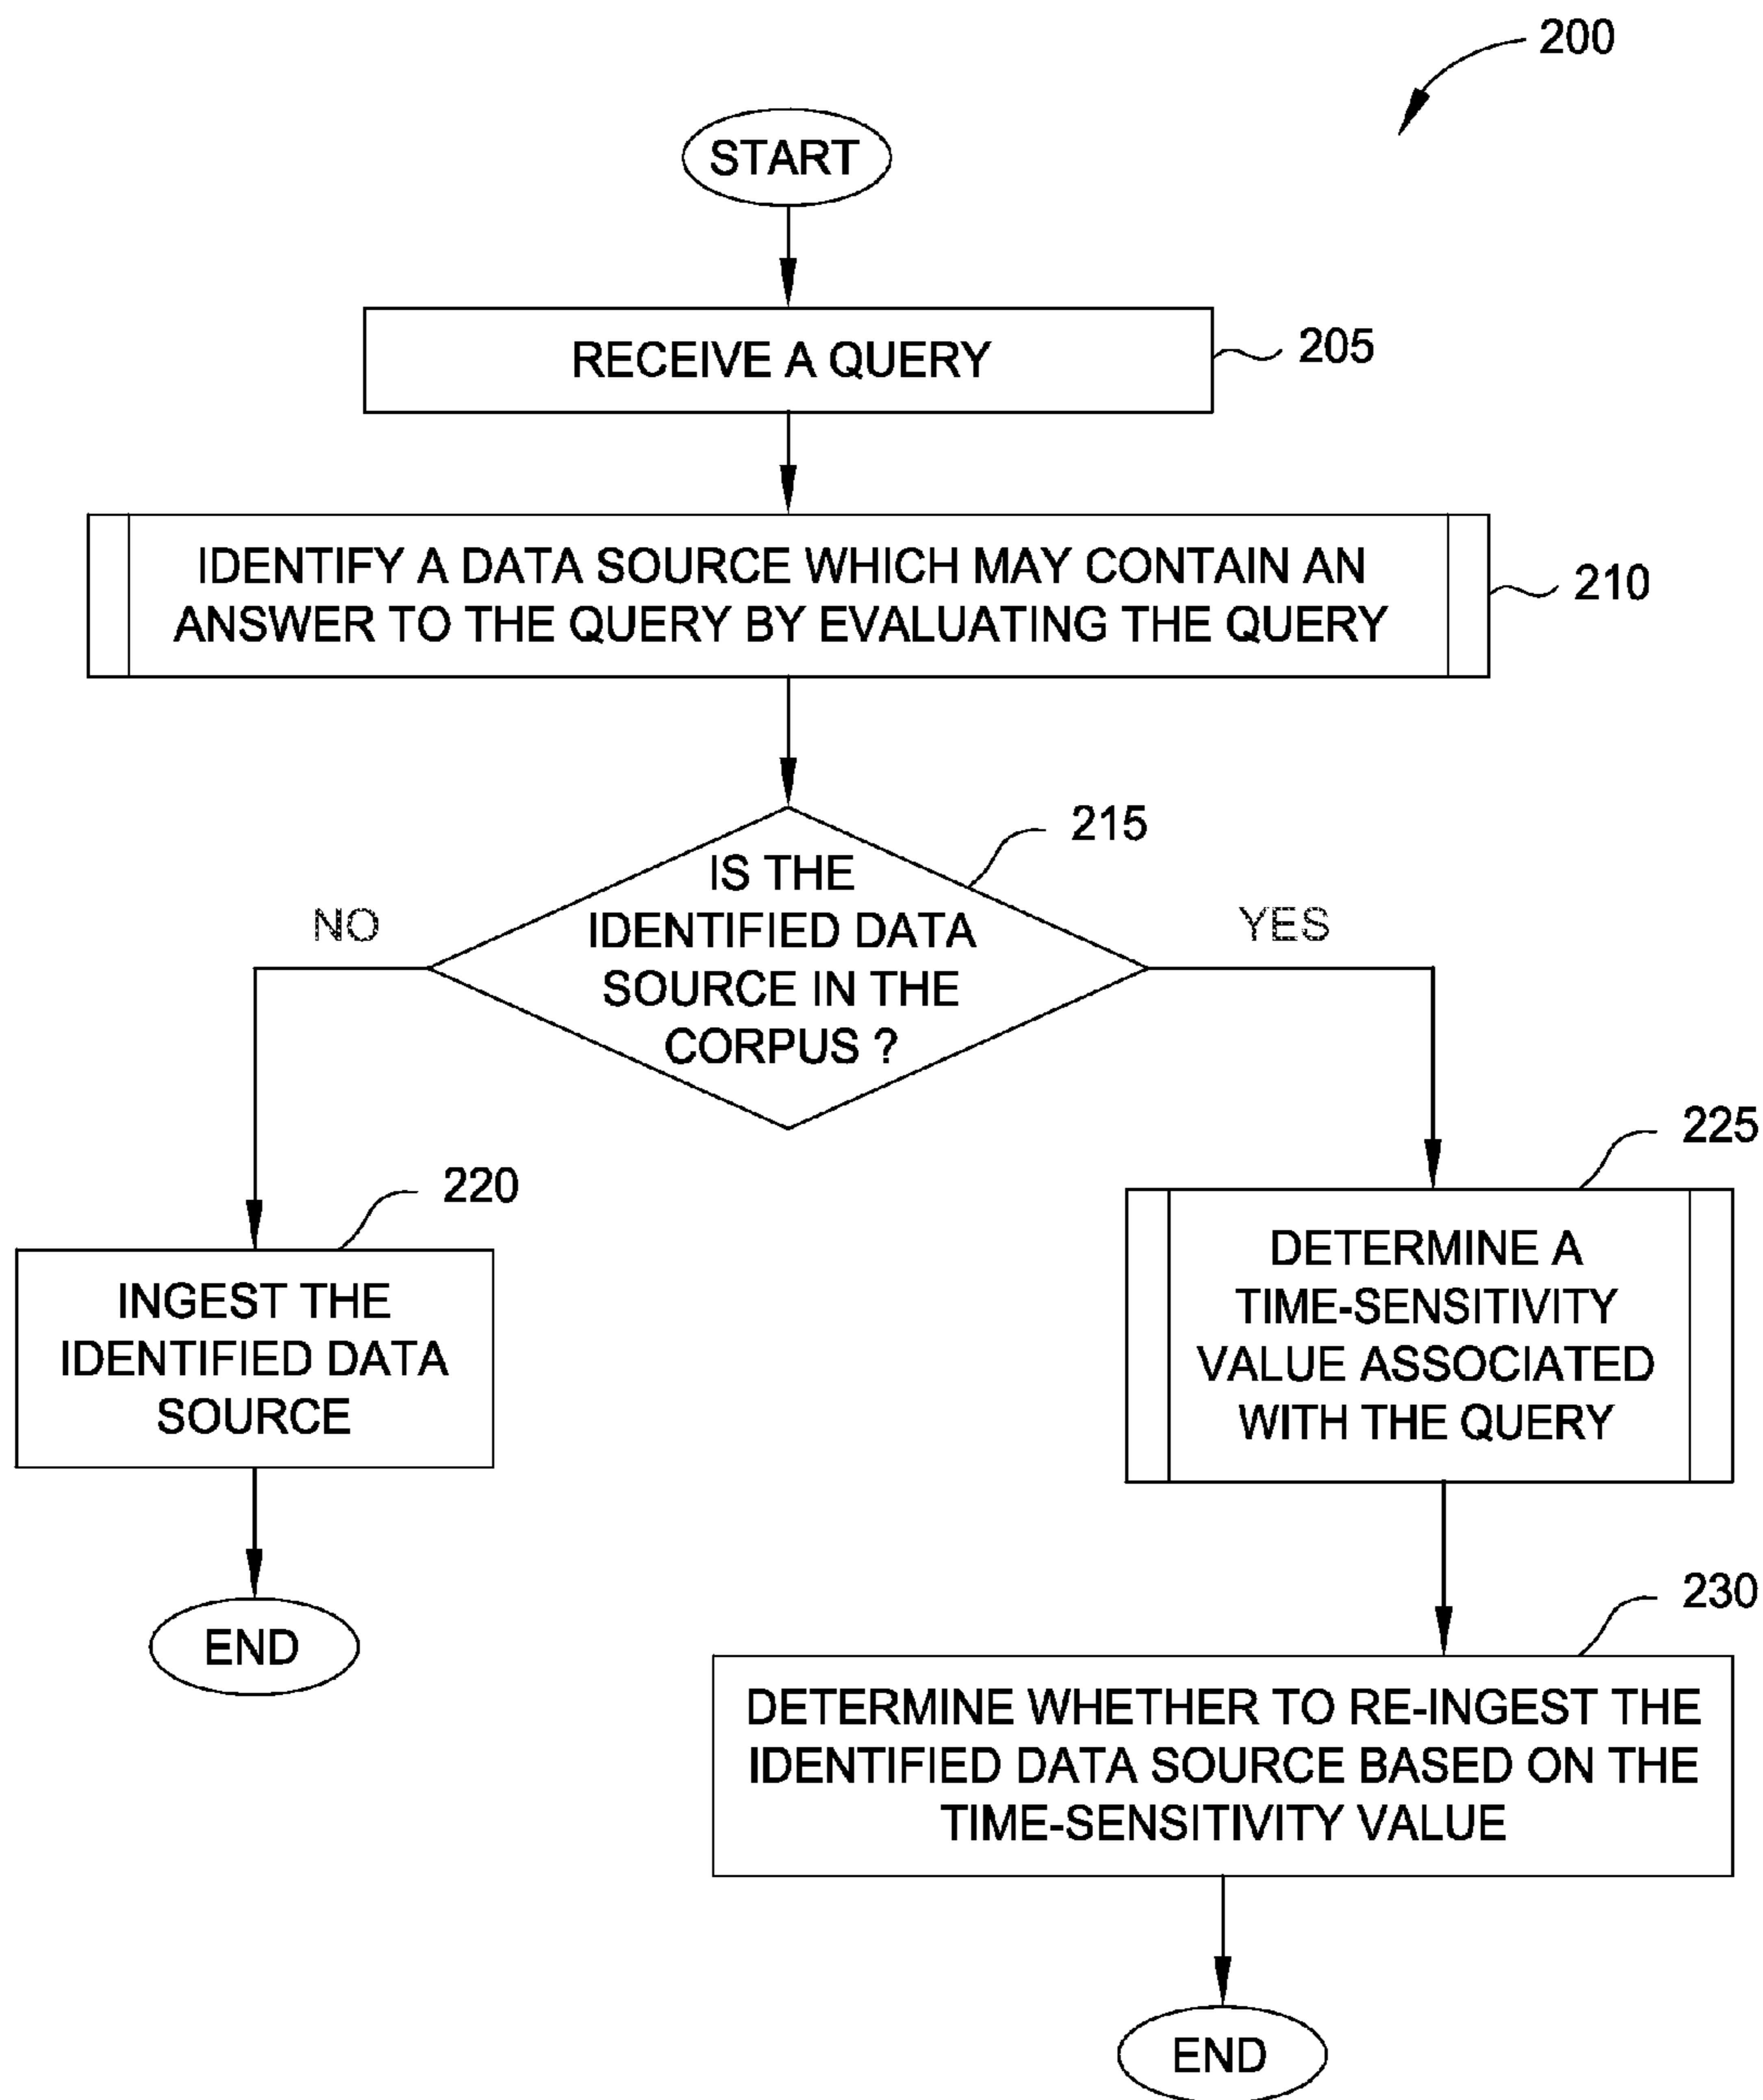 200
START
RECEIVE A QUERY
205
IDENTIFY A DATA SOURCE WHICH MAY CONTAIN AN
ANSWER TO THE QUERY BY EVALUATING THE QUERY
210
215
IS THE
IDENTIFIED DATA
SOURCE IN THE
CORPUS ?
NO
YES
220
INGEST THE
IDENTIFIED DATA
SOURCE
END
225
DETERMINE A
TIME-SENSITIVITY
VALUE ASSOCIATED
WITH THE QUERY
230
DETERMINE WHETHER TO RE-INGEST THE
IDENTIFIED DATA SOURCE BASED ON THE
TIME-SENSITIVITY VALUE
END